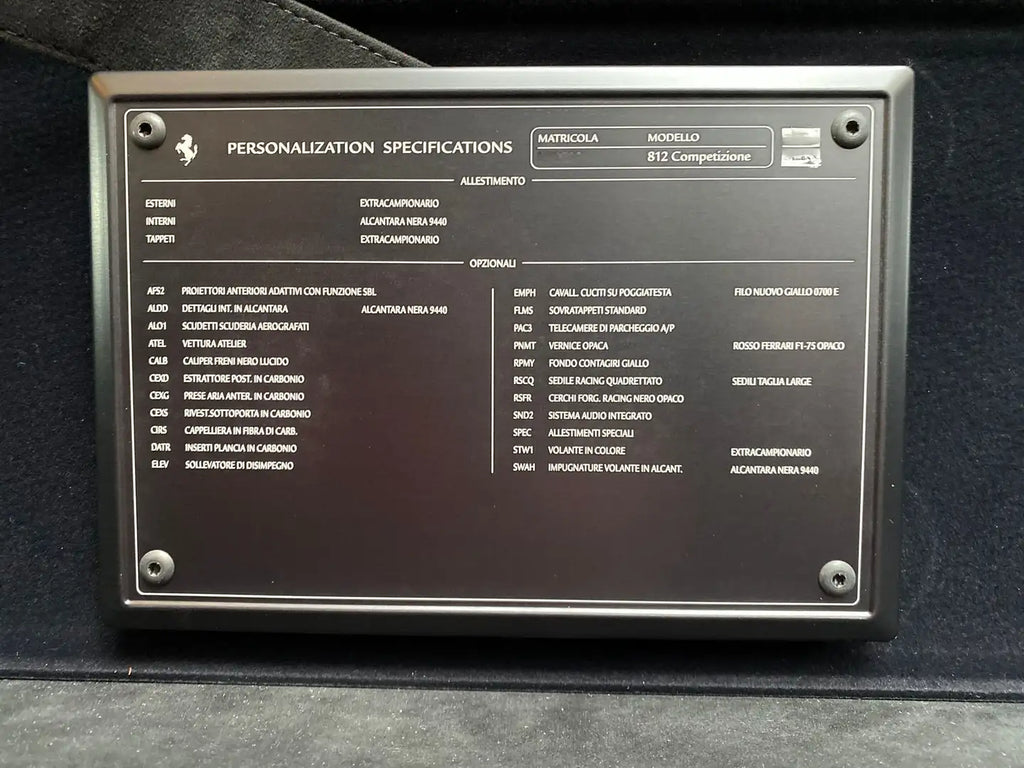 PERSONALIZATION SPECIFICATIONS
MATRICOLA MODELLO
812 Competizione
ALLESTIMENTO
ESTERNI EXTRACAMPIONARIO
INTERNI ALCANTARA NERA 9440
TAPPETI EXTRACAMPIONARIO
OPZIONALI
AFS2 PROIETTORI ANTERIORI ADATTIVI CON FUNZIONE SBL
ALDD DETTAGLI INT. IN ALCANTARA ALCANTARA NERA 9440
ALO1 SCUDETTI SCUDERIA AEROGRAFATI
ATEL VETTURA ATELIER
CALB CALIPER FRENI NERO LUCIDO
CEXD ESTRATTORE POST. IN CARBONIO
CEXG PRESE ARIA ANTER. IN CARBONIO
CEXS RIVEST.SOTTOPORTA IN CARBONIO
CIRS CAPPELLIERA IN FIBRA DI CARB.
DATR INSERTI PLANCIA IN CARBONIO
ELEV SOLLEVATORE DI DISIMPEGNO
EMPH CAVALL. CUCITI SU POGGIATESTA FILO NUOVO GIALLO 0700 E
FLMS SOVRATAPPETI STANDARD
PAC3 TELECAMERE DI PARCHEGGIO A/P
PNMT VERNICE OPACA ROSSO FERRARI F1-75 OPACO
RPMY FONDO CONTAGIRI GIALLO
RSCQ SEDILE RACING QUADRETTATO SEDILI TAGLIA LARGE
RSFR CERCHI FORG. RACING NERO OPACO
SND2 SISTEMA AUDIO INTEGRATO
SPEC ALLESTIMENTI SPECIALI
STW1 VOLANTE IN COLORE EXTRACAMPIONARIO
SWAH IMPUGNATURE VOLANTE IN ALCANT. ALCANTARA NERA 9440